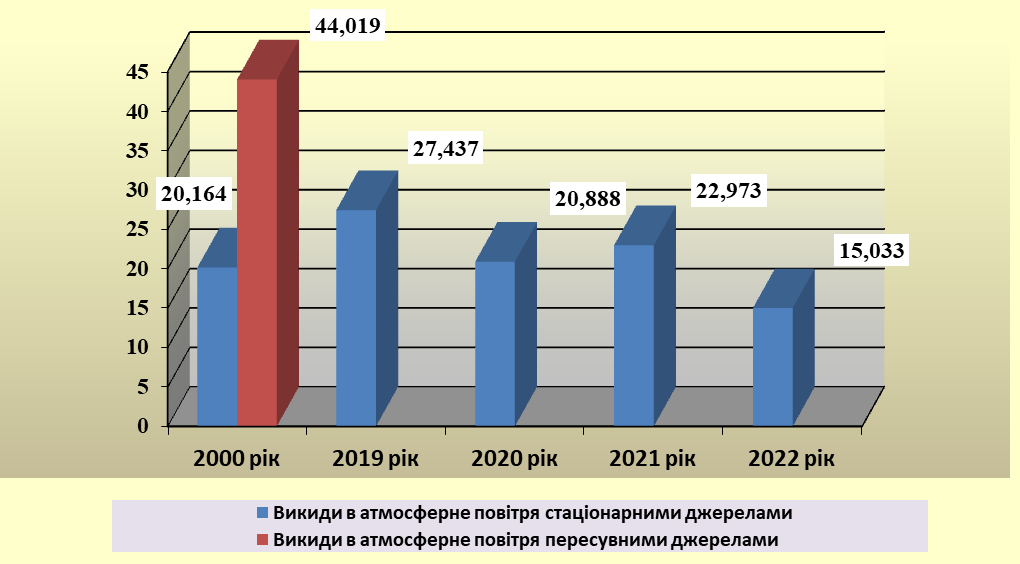 44,019
45
40
35
30
25
20
15
10
5
0
20,164
27,437
20,888
22,973
15,033
2000 рік
2019 рік
2020 рік
2021 рік
2022 рік
Викиди в атмосферне повітря стаціонарними джерелами
Викиди в атмосферне повітря пересувними джерелами